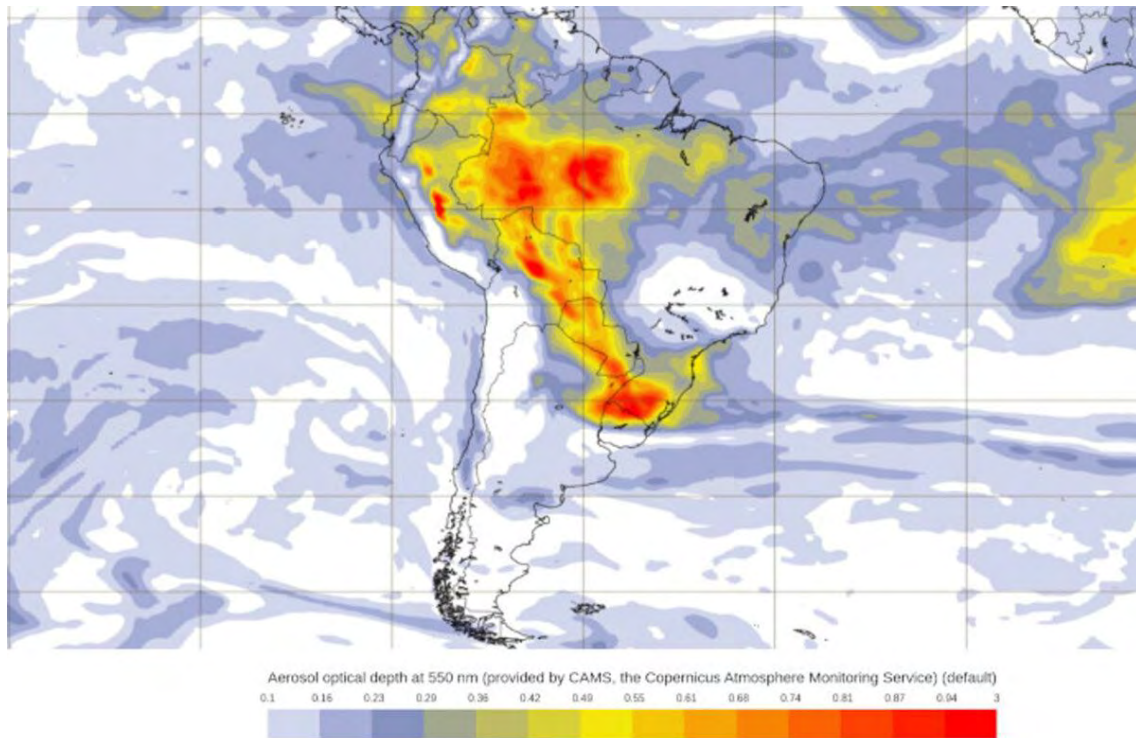 Aerosol optical depth at 550 nm (provided by CAMS, the Copernicus Atmosphere Monitoring Service) (default)
0.1 0.16 0.23 0.29 0.36 0.42 0.49 0.55 0.61 0.68 0.74 0.81 0.87 0.94 3